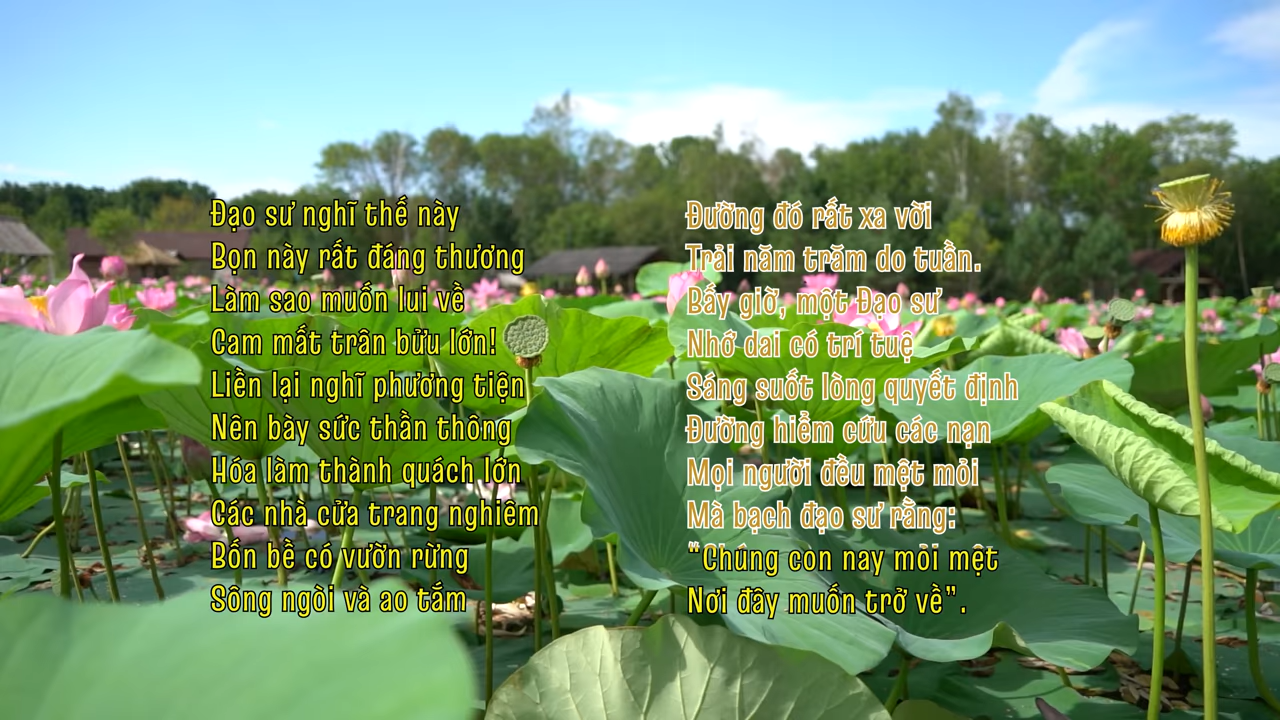 Đạo sư nghĩ thế này
Bọn này rất đáng thương
Làm sao muốn lui về
Cam mất trân bửu lớn!
Liền lại nghĩ phương tiện
Nên bày sức thần thông
Hóa làm thành quách lớn
Các nhà cửa trang nghiêm
Bốn bề có vườn rừng
Sông ngòi và ao tắm
Đường đó rất xa vời
Trải năm trăm do tuần.
Bấy giờ, một Đạo sư
Nhớ dai có trí tuệ
Sáng suốt lòng quyết định
Đường hiểm cứu các nạn
Mọi người đều mệt mỏi
Mà bạch đạo sư rằng:
"Chúng còn nay mỏi mệt
Nơi đây muốn trở về".